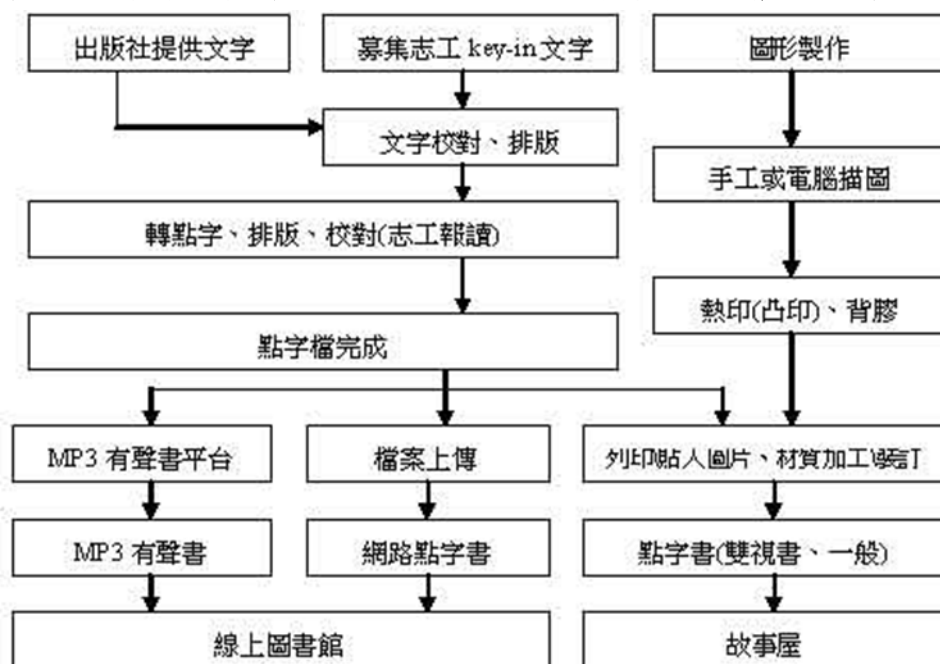 出版社提供文字
募集志工 key-in 文字
圖形製作
文字校對、排版
手工或電腦描圖
轉點字、排版、校對(志工報讀)
熱印(凸印)、背膠
點字檔完成
MP3 有聲書平台
檔案上傳
列印貼入圖片、材質加工裝訂
MP3 有聲書
網路點字書
點字書(雙視書、一般)
線上圖書館
故事屋